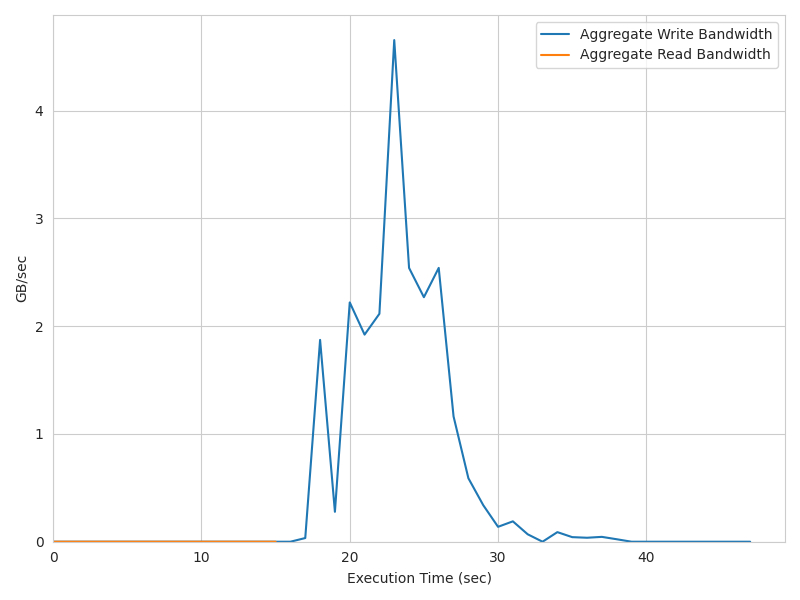 Aggregate Write Bandwidth
Aggregate Read Bandwidth
GB/sec
4
3
2
1
0
0 10 20 30 40
Execution Time (sec)